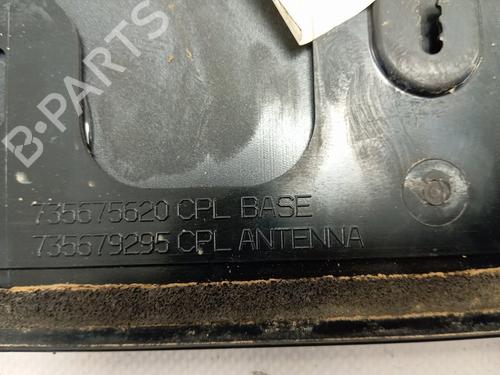 B-PARTS
735675620 CPL BASE
735679295 CPL ANTENNA